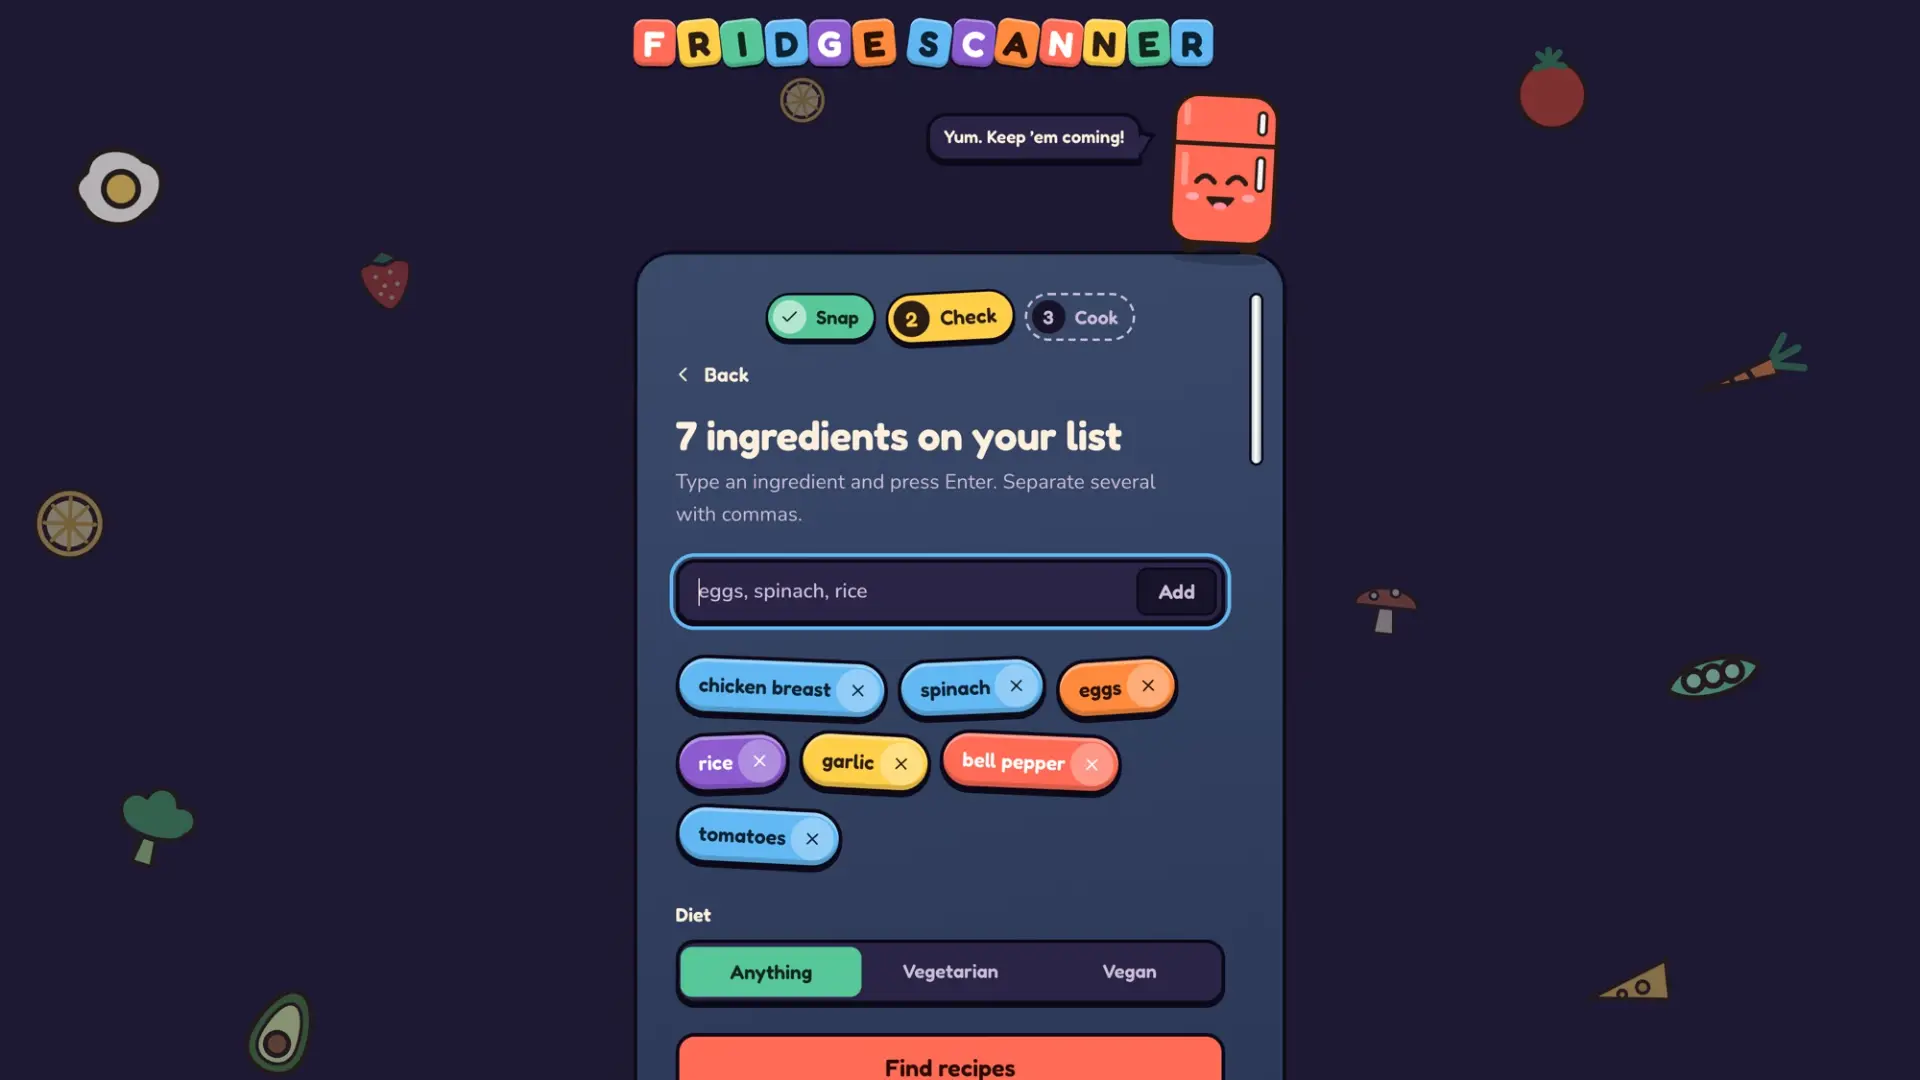 FRIDGE SCANNER
Yum. Keep 'em coming!
Snap
2 Check
3 Cook
Back
7 ingredients on your list
Type an ingredient and press Enter. Separate several
with commas.
eggs, spinach, rice
Add
chicken breast
spinach
eggs
rice
garlic
bell pepper
tomatoes
Diet
Anything
Vegetarian
Vegan
Find recipes